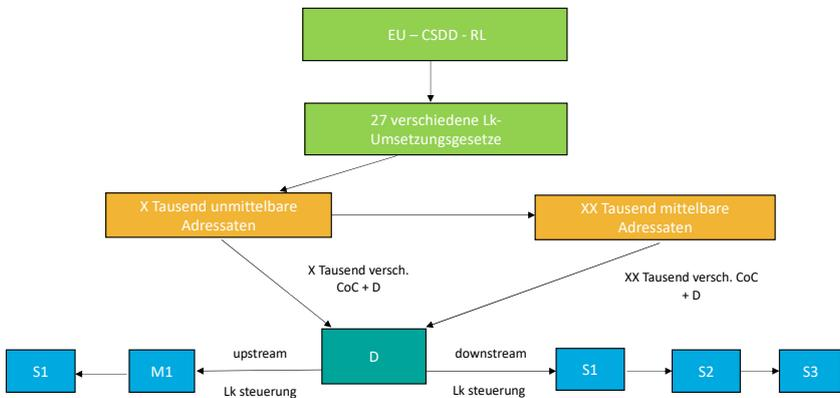 EU – CSDD - RL
27 verschiedene Lk-
Umsetzungsgesetze
X Tausend unmittelbare
Adressaten
XX Tausend mittelbare
Adressaten
X Tausend versch.
CoC + D
XX Tausend versch. CoC
+ D
S1
M1
upstream
Lk steuerung
D
downstream
Lk steuerung
S1
S2
S3